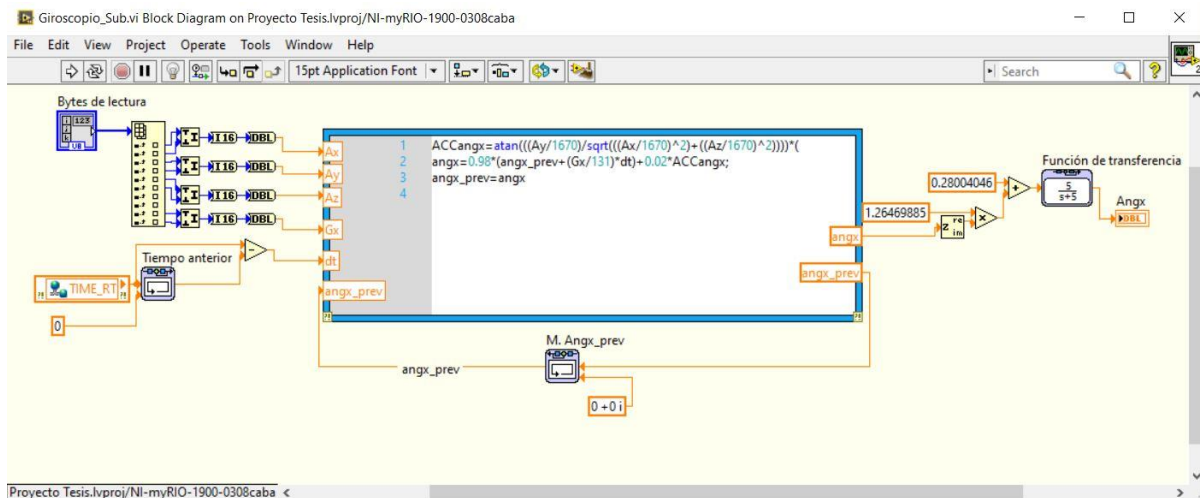 Giroscopio_Sub.vi Block Diagram on Proyecto Tesis.lvproj/NI-myRIO-1900-0308caba
File Edit View Project Operate Tools Window Help
15pt Application Font
Search
Bytes de lectura
123
U8
I16 DBL
I16 DBL
I16 DBL
I16 DBL
Ax
Ay
Az
Gx
dt
angx_prev
1 ACCangx=atan(((Ay/1670)/sqrt(((Ax/1670)^2)+((Az/1670)^2))))*(
2 angx=0.98*(angx_prev+(Gx/131)*dt)+0.02*ACCangx;
3 angx_prev=angx
4
angx
angx_prev
Tiempo anterior
TIME_RT
0
M. Angx_prev
angx_prev
0 +0 i
1.26469885
0.28004046
z re im
Función de transferencia
5
s+5
Angx
DBL
Proyecto Tesis.lvproj/NI-myRIO-1900-0308caba